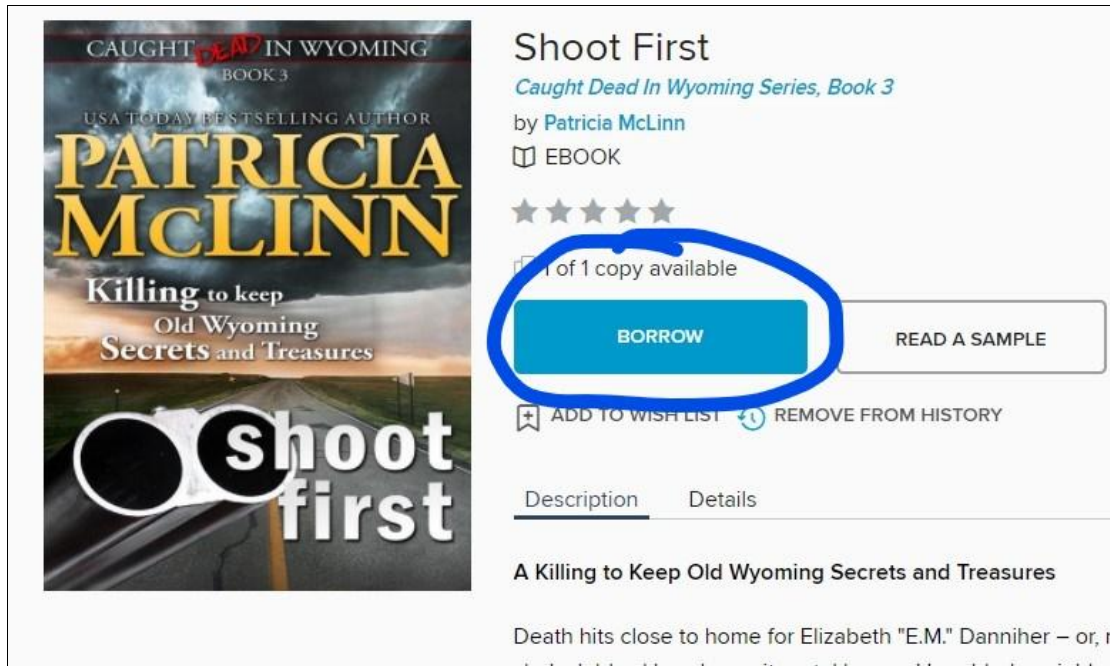 CAUGHT DEAD IN WYOMING
BOOK 3
USA TODAY BESTSELLING AUTHOR
PATRICIA
McLINN
Killing to keep
Old Wyoming
Secrets and Treasures
shoot
first
Shoot First
Caught Dead In Wyoming Series, Book 3
by Patricia McLinn
EBOOK
1 of 1 copy available
BORROW
READ A SAMPLE
ADD TO WISH LIST
REMOVE FROM HISTORY
Description
Details
A Killing to Keep Old Wyoming Secrets and Treasures
Death hits close to home for Elizabeth "E.M." Danniher – or,